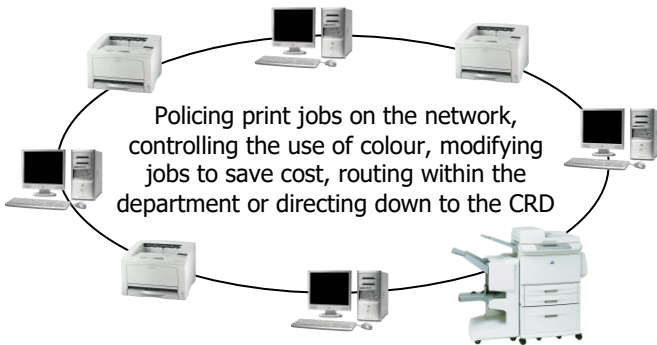 Policing print jobs on the network,
controlling the use of colour, modifying
jobs to save cost, routing within the
department or directing down to the CRD